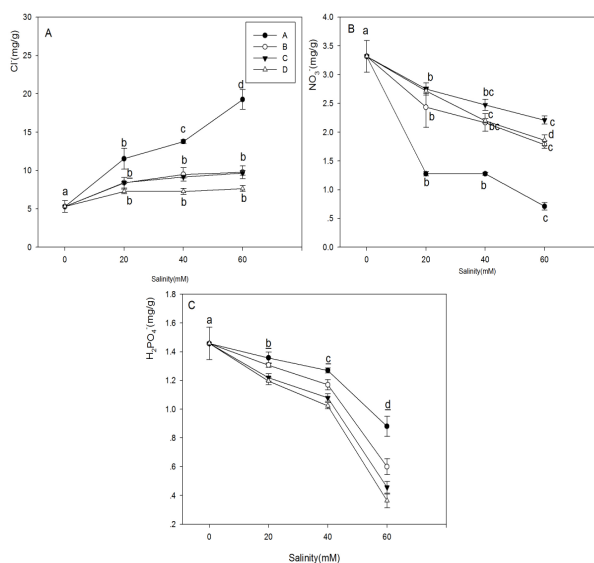 A
Cl-(mg/g)
30
25
20
15
10
5
0
a
b
c
d
b
b
b
b
b
b
b
0
20
40
60
Salinity(mM)
A
B
C
D
B
NO3-(mg/g)
4.0
3.5
3.0
2.5
2.0
1.5
1.0
.5
0.0
a
b
bc
c
b
c
bc
d
c
b
b
c
0
20
40
60
Salinity(mM)
C
H2PO4-(mg/g)
1.8
1.6
1.4
1.2
1.0
.8
.6
.4
.2
a
b
c
d
0
20
40
60
Salinity(mM)